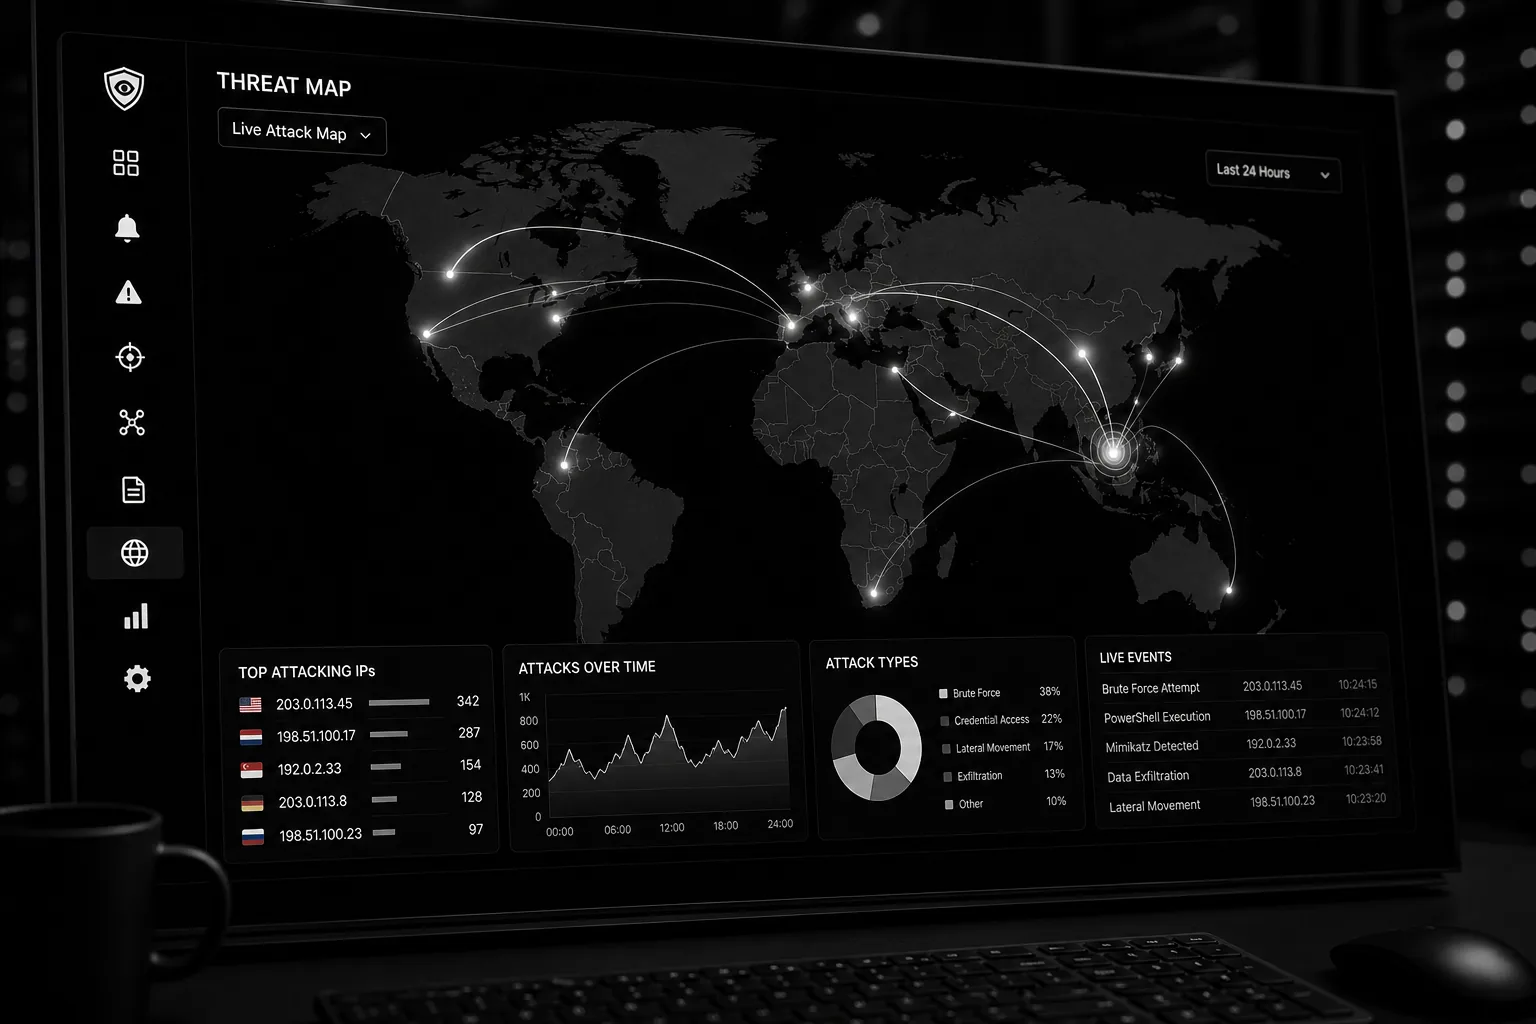 THREAT MAP
Live Attack Map
Last 24 Hours
TOP ATTACKING IPs
203.0.113.45 342
198.51.100.17 287
192.0.2.33 154
203.0.113.8 128
198.51.100.23 97
ATTACKS OVER TIME
1K
800
600
400
200
0
00:00 06:00 12:00 18:00 24:00
ATTACK TYPES
Brute Force 38%
Credential Access 22%
Lateral Movement 17%
Exfiltration 13%
Other 10%
LIVE EVENTS
Brute Force Attempt 203.0.113.45 10:24:15
PowerShell Execution 198.51.100.17 10:24:12
Mimikatz Detected 192.0.2.33 10:23:58
Data Exfiltration 203.0.113.8 10:23:41
Lateral Movement 198.51.100.23 10:23:20